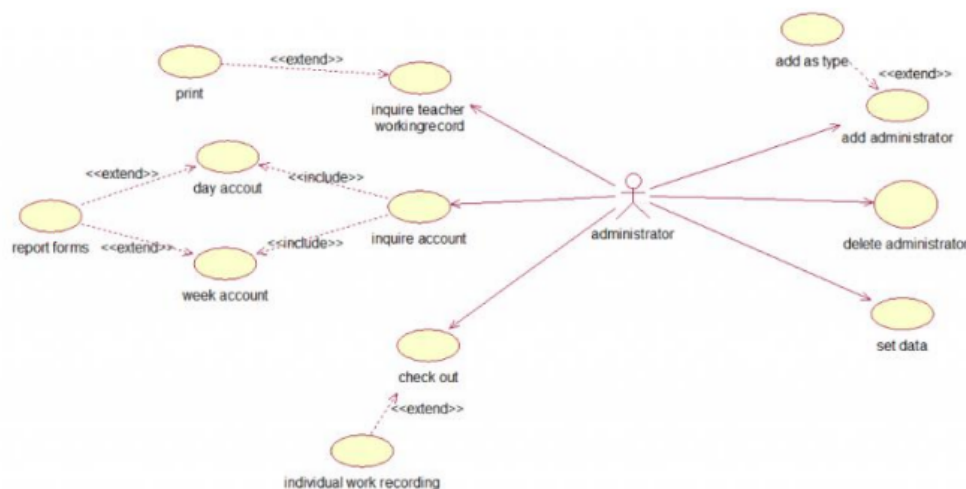 <<extend>>
print
inquire teacher
workingrecord
add as type
<<extend>>
add administrator
<<extend>>
day accout
<<include>>
report forms
<<extend>>
<<include>>
inquire account
week account
administrator
delete administrator
set data
check out
<<extend>>
individual work recording